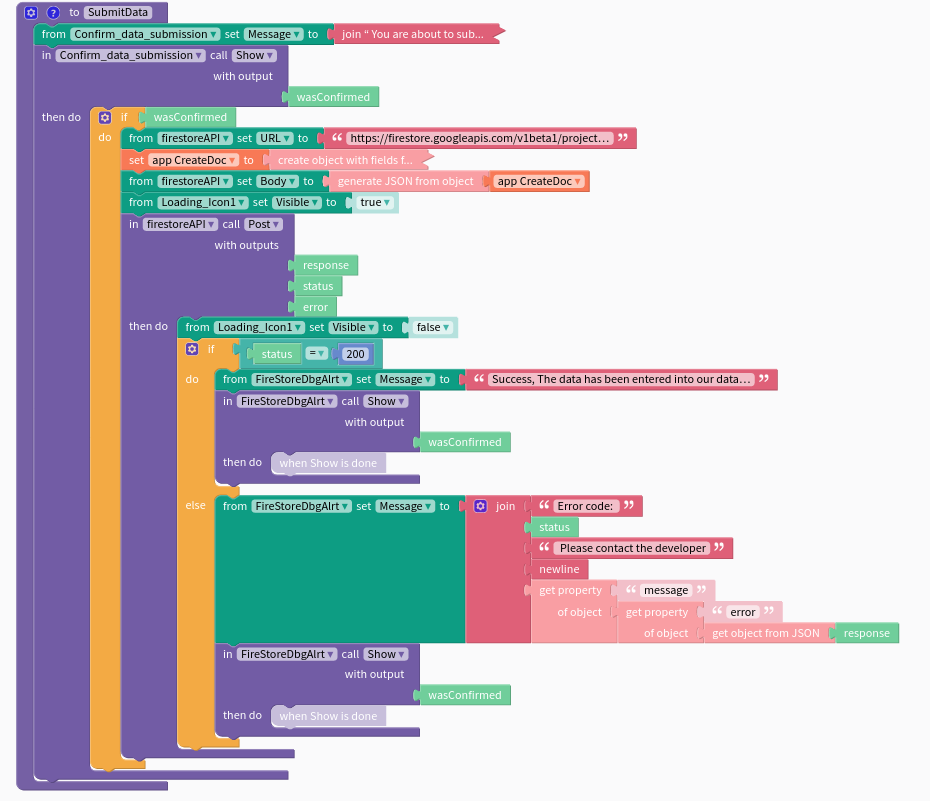 to SubmitData
from Confirm_data_submission set Message to join “ You are about to sub...
in Confirm_data_submission call Show
with output
wasConfirmed
then do if wasConfirmed
do from firestoreAPI set URL to “ https://firestore.googleapis.com/v1beta1/project... ”
set app CreateDoc to create object with fields f...
from firestoreAPI set Body to generate JSON from object app CreateDoc
from Loading_Icon1 set Visible to true
in firestoreAPI call Post
with outputs
response
status
error
then do from Loading_Icon1 set Visible to false
if status = 200
do from FireStoreDbgAlrt set Message to “ Success, The data has been entered into our data... ”
in FireStoreDbgAlrt call Show
with output
wasConfirmed
then do when Show is done
else from FireStoreDbgAlrt set Message to join “ Error code: ”
status
“ Please contact the developer ”
newline
get property “ message ”
of object get property “ error ”
of object get object from JSON response
in FireStoreDbgAlrt call Show
with output
wasConfirmed
then do when Show is done